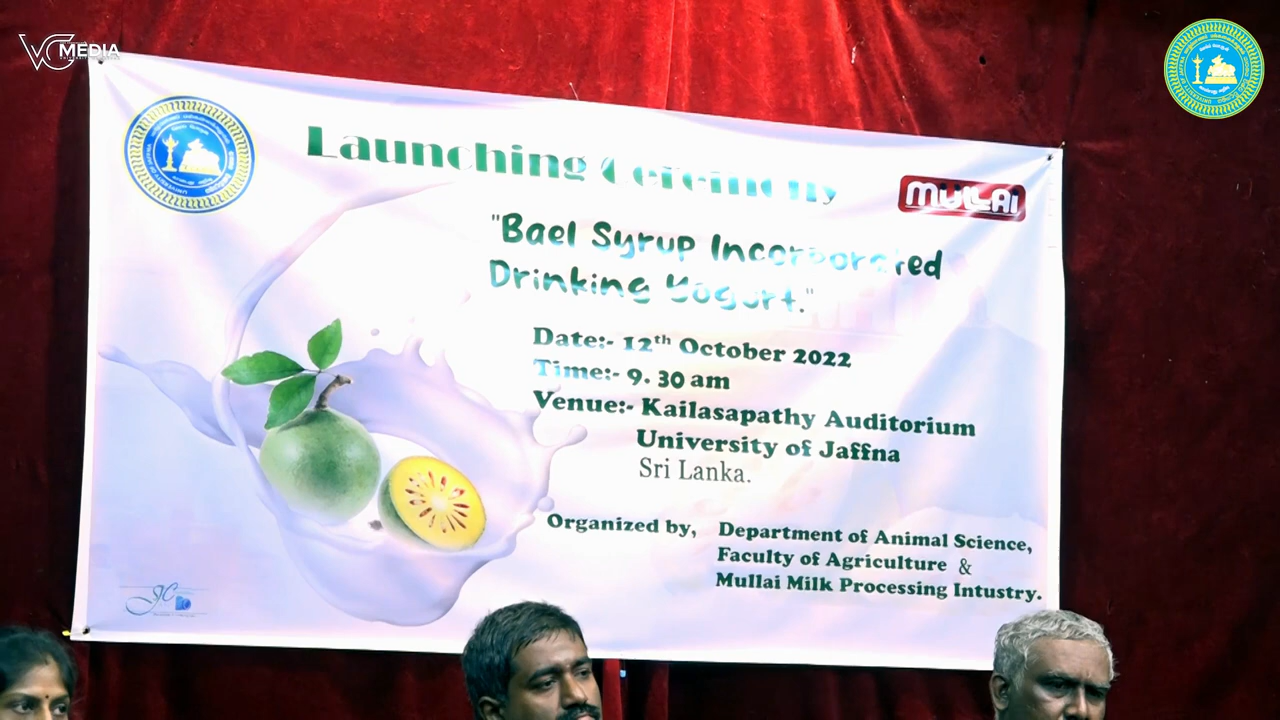 VC MEDIA
Launching Ceremony
MULLAI
"Bael Syrup Incorporated
Drinking Yogurt."
Date:- 12th October 2022
Time:- 9. 30 am
Venue:- Kailasapathy Auditorium
University of Jaffna
Sri Lanka.
Organized by, Department of Animal Science,
Faculty of Agriculture &
Mullai Milk Processing Intustry.
JC